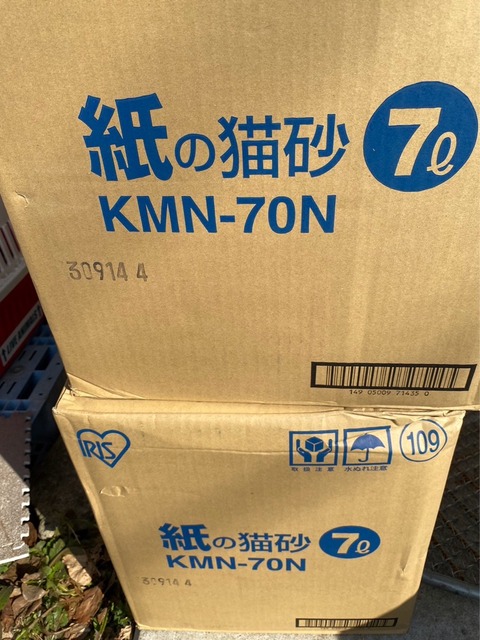 紙の猫砂 7ℓ
KMN-70N
30914 4
149 05009 71435 0
IRIS
取扱注意
水ぬれ注意
109
紙の猫砂 7ℓ
KMN-70N
30914 4